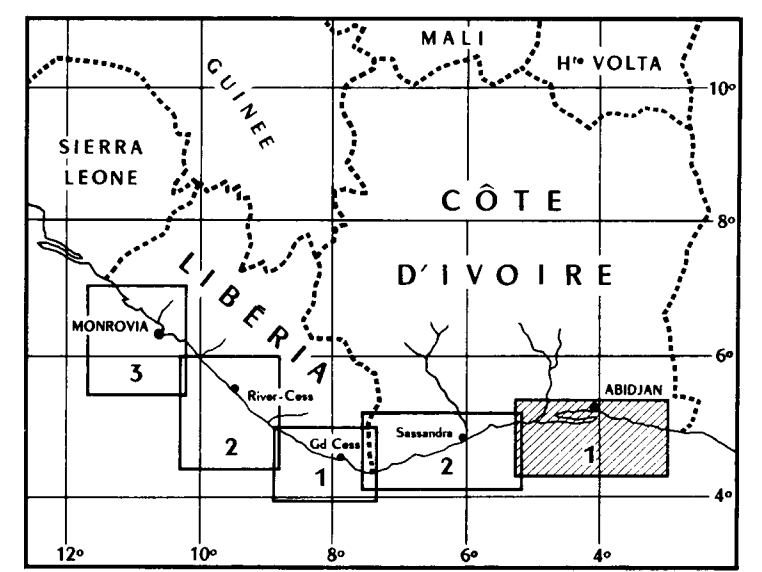 MALI
Hte VOLTA
GUINEE
10°
SIERRA
LEONE
CÔTE
8°
D'IVOIRE
LIBÉRIA
MONROVIA
6°
3
ABIDJAN
River-Cess
Sassandra
Gd Cess
2
1
2
1
4°
12°
10°
8°
6°
4°